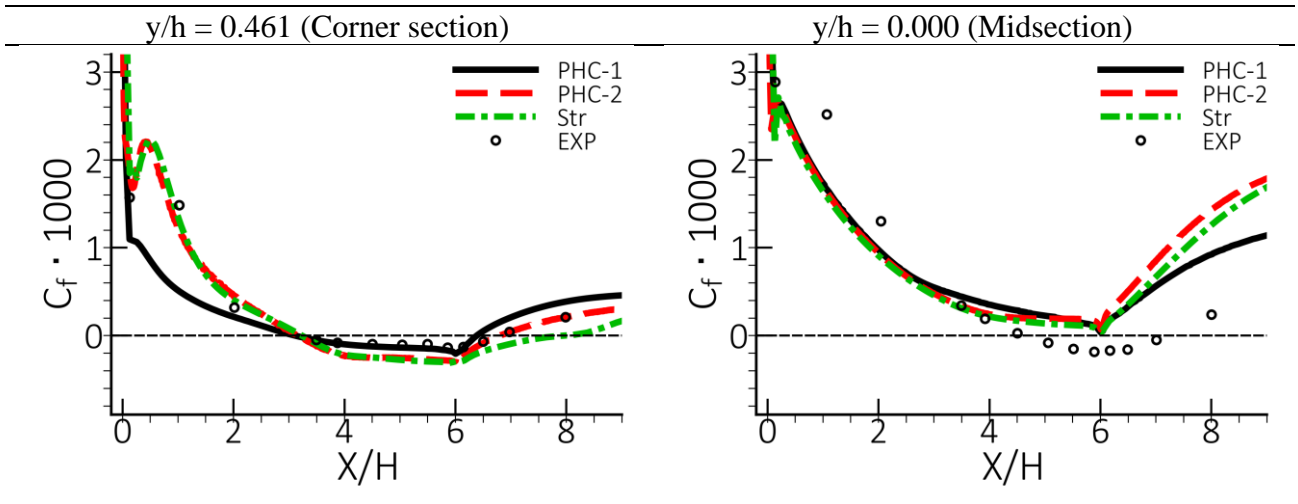 y/h = 0.461 (Corner section)
y/h = 0.000 (Midsection)
3
2
1
0
C_f · 1000
PHC-1
PHC-2
Str
EXP
0 2 4 6 8
X/H
3
2
1
0
C_f · 1000
PHC-1
PHC-2
Str
EXP
0 2 4 6 8
X/H